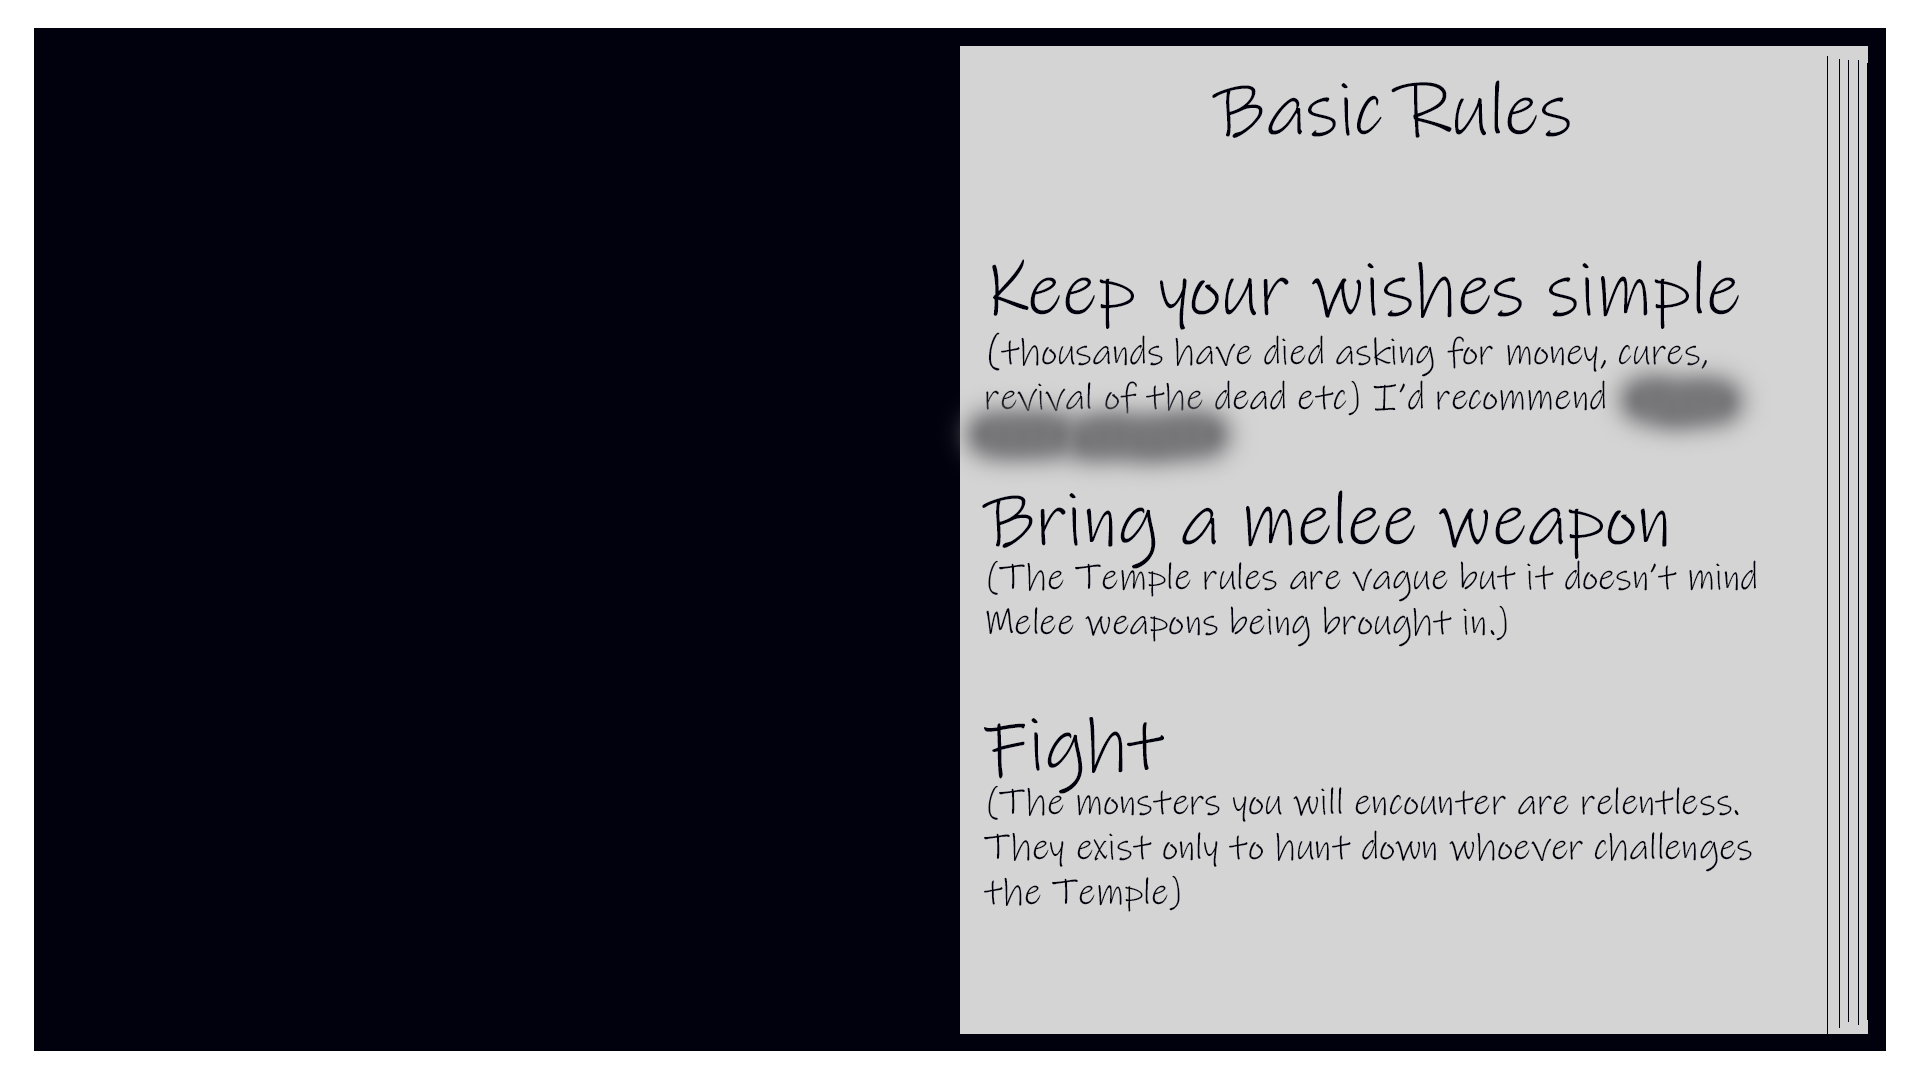 Basic Rules
Keep your wishes simple
(thousands have died asking for money, cures,
revival of the dead etc) I'd recommend
Bring a melee weapon
(The Temple rules are vague but it doesn't mind
Melee weapons being brought in.)
Fight
(The monsters you will encounter are relentless.
They exist only to hunt down whoever challenges
the Temple)